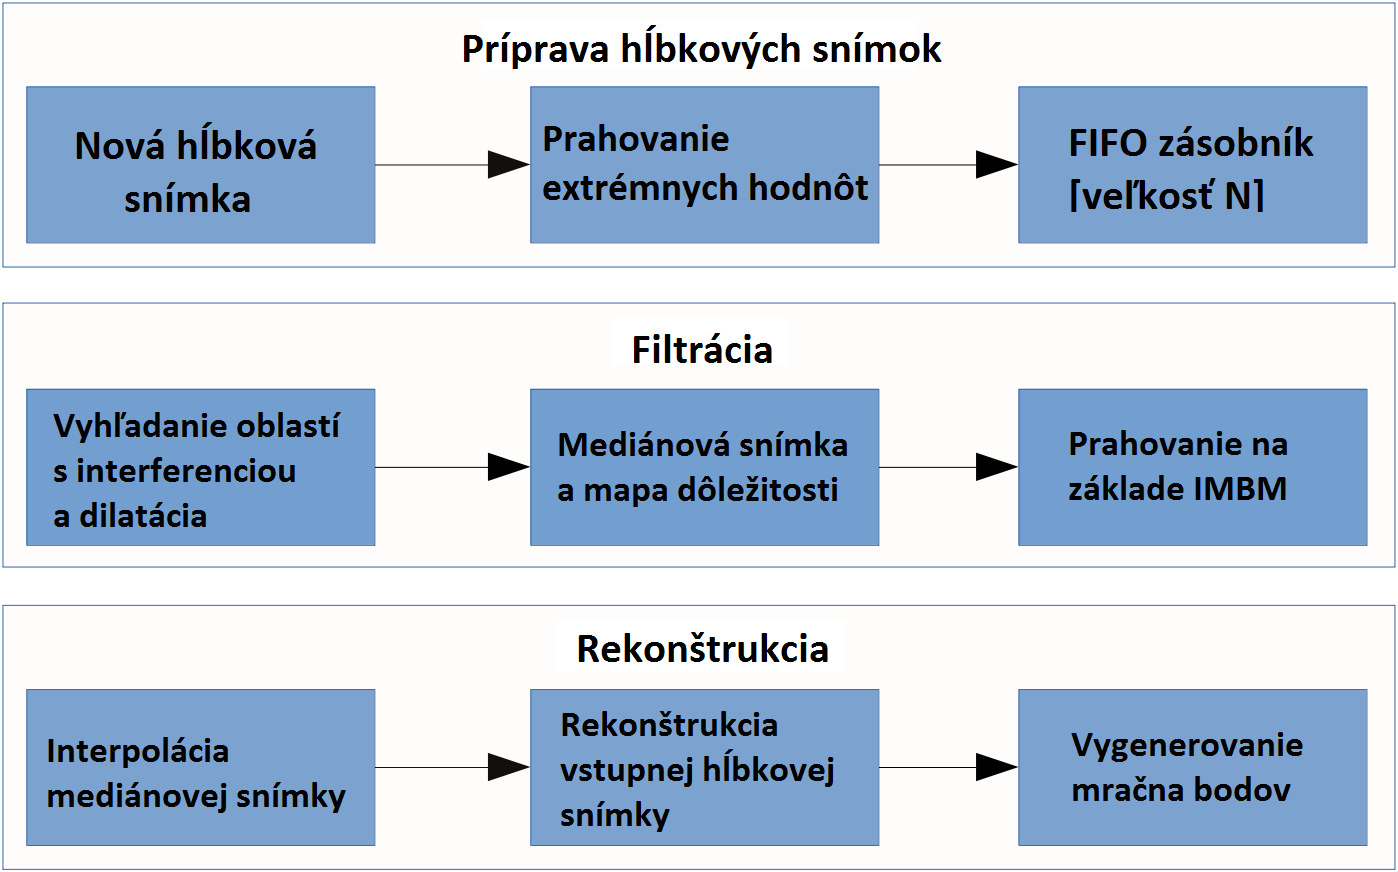 Príprava hĺbkových snímok
Nová hĺbková
snímka
Prahovanie
extrémnych hodnôt
FIFO zásobník
[veľkosť N]
Filtrácia
Vyhľadanie oblastí
s interferenciou
a dilatácia
Mediánová snímka
a mapa dôležitosti
Prahovanie na
základe IMBM
Rekonštrukcia
Interpolácia
mediánovej snímky
Rekonštrukcia
vstupnej hĺbkovej
snímky
Vygenerovanie
mračna bodov